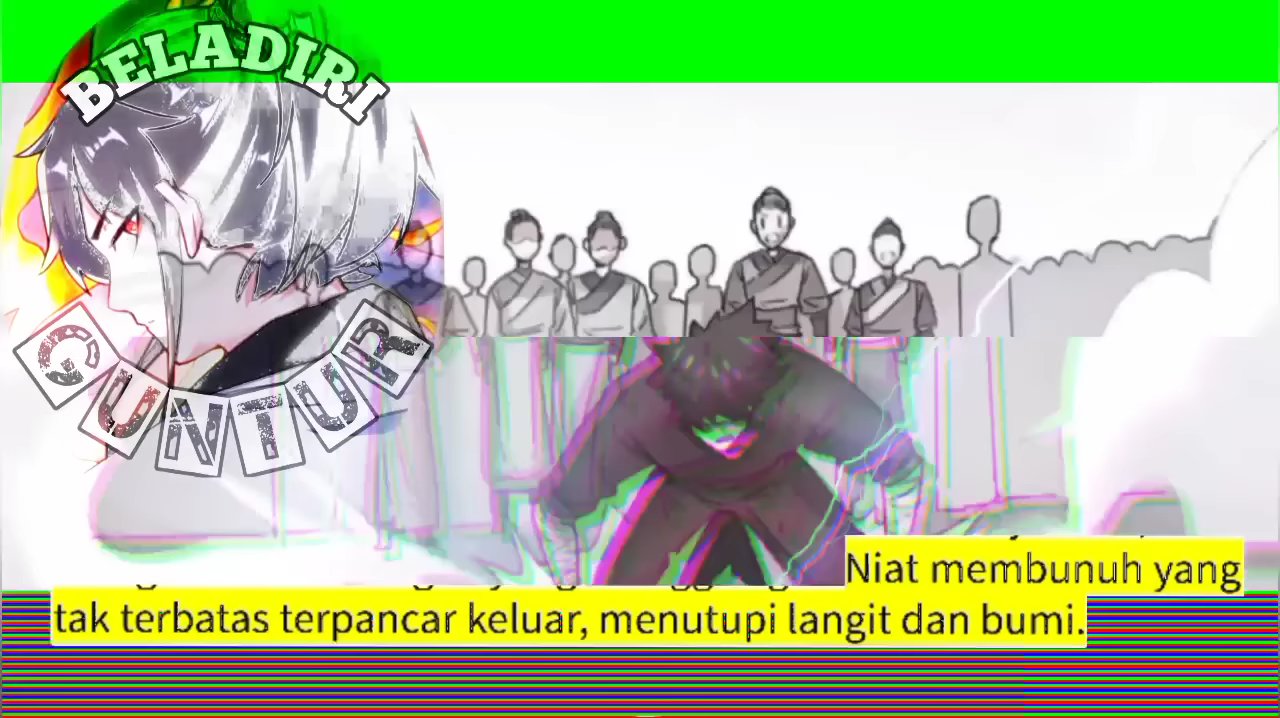 BELADIRI
GUNTUR
Niat membunuh yang
tak terbatas terpancar keluar, menutupi langit dan bumi.